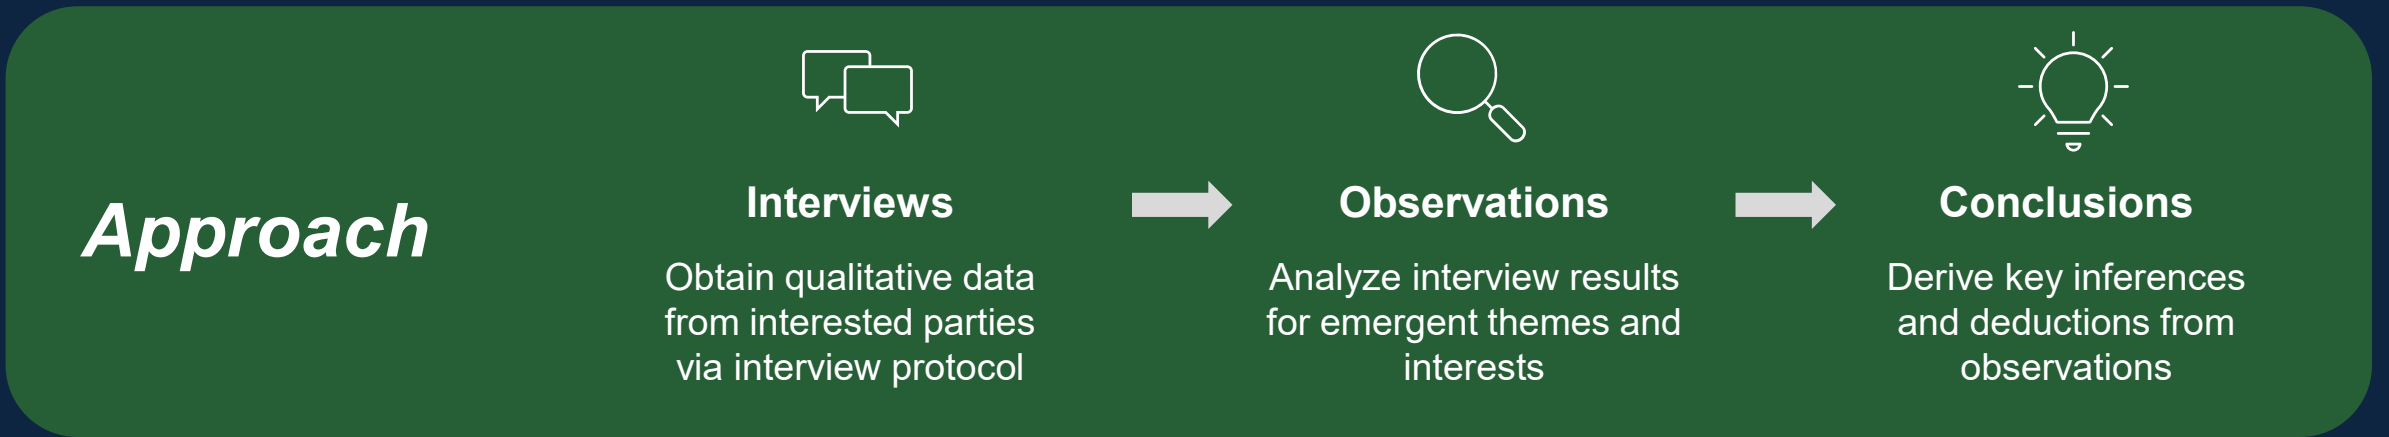 Approach
Interviews
Obtain qualitative data
from interested parties
via interview protocol
Observations
Analyze interview results
for emergent themes and
interests
Conclusions
Derive key inferences
and deductions from
observations